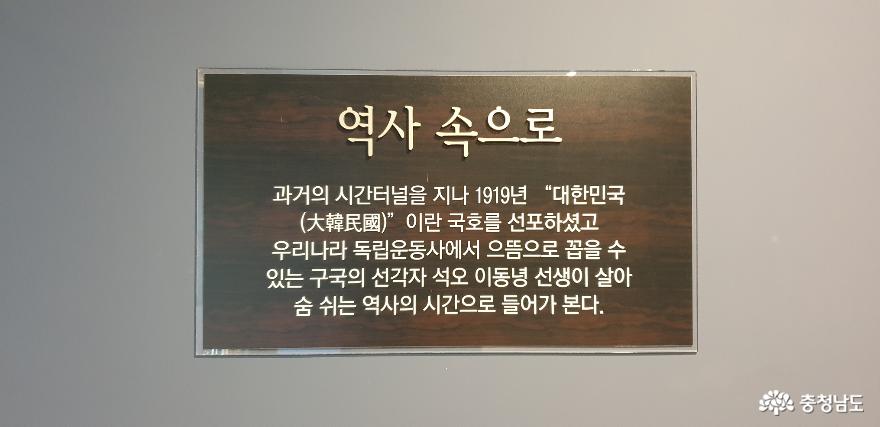 역사 속으로
과거의 시간터널을 지나 1919년 “대한민국
(大韓民國)” 이란 국호를 선포하셨고
우리나라 독립운동사에서 으뜸으로 꼽을 수
있는 구국의 선각자 석오 이동녕 선생이 살아
숨 쉬는 역사의 시간으로 들어가 본다.
충청남도